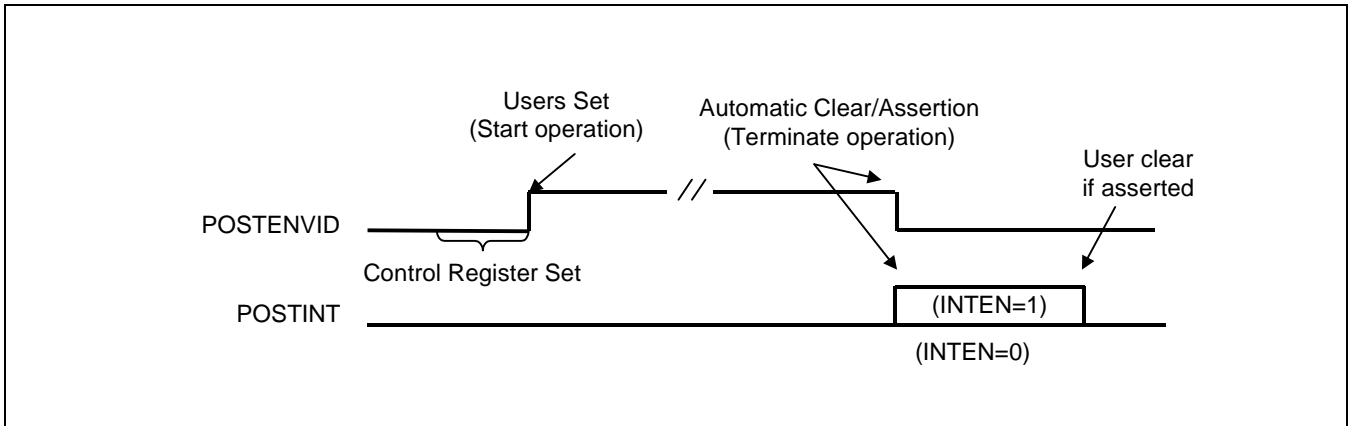 Users Set
(Start operation)
Automatic Clear/Assertion
(Terminate operation)
User clear
if asserted
POSTENVID
Control Register Set
POSTINT
(INTEN=1)
(INTEN=0)